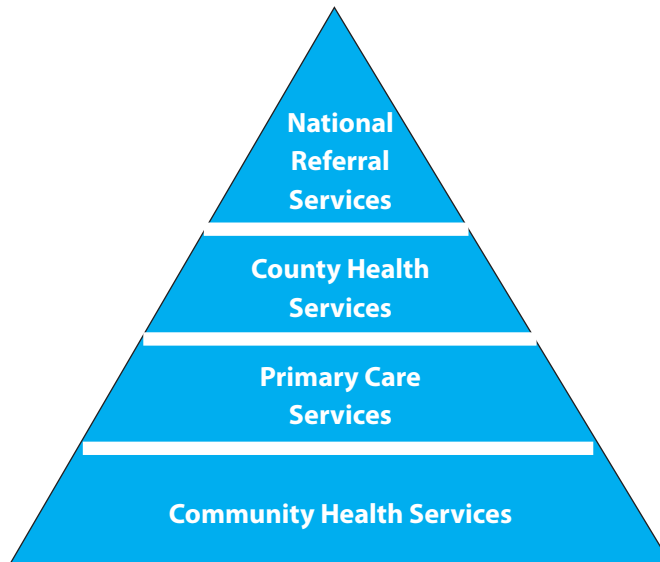 National
Referral
Services
County Health
Services
Primary Care
Services
Community Health Services